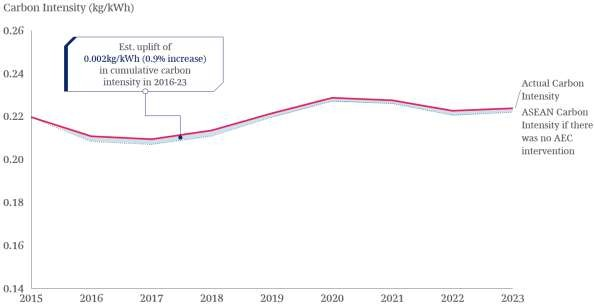 Carbon Intensity (kg/kWh)
0.26
Est. uplift of
0.002kg/kWh (0.9% increase)
in cumulative carbon
intensity in 2016-23
0.24
0.22
0.20
0.18
0.16
0.14
Actual Carbon
Intensity
ASEAN Carbon
Intensity if there
was no AEC
intervention
2015 2016 2017 2018 2019 2020 2021 2022 2023